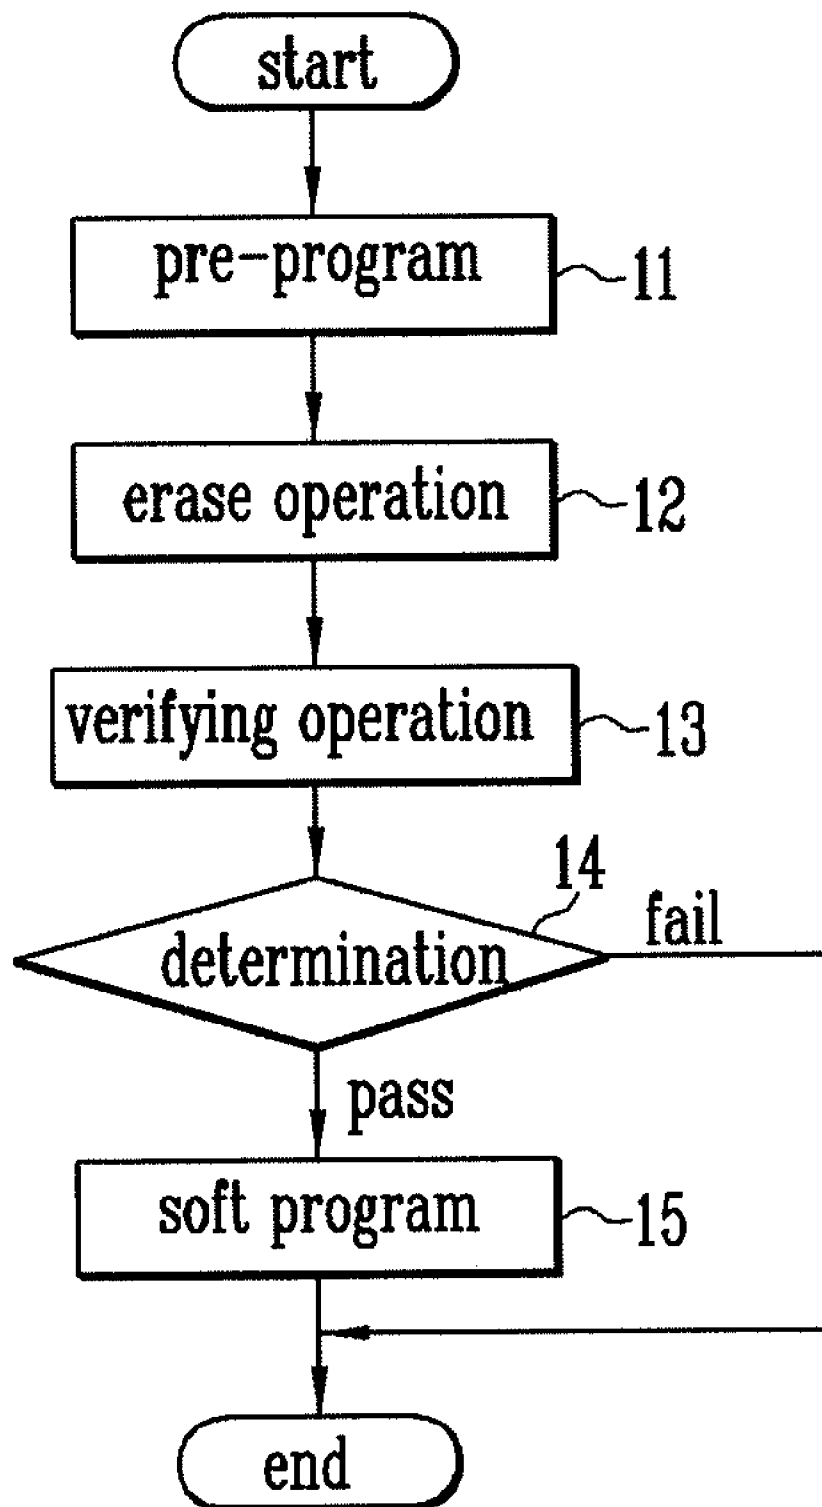 start
pre-program
11
erase operation
12
verifying operation
13
14
determination
fail
pass
soft program
15
end